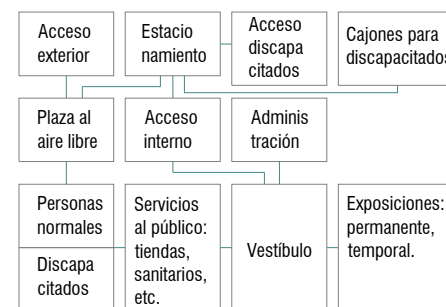 Acceso
exterior
Estacio
namiento
Acceso
discapa
citados
Cajones para
discapacitados
Plaza al
aire libre
Acceso
interno
Adminis
tración
Personas
normales
Discapa
citados
Servicios
al público:
tiendas,
sanitarios,
etc.
Vestíbulo
Exposiciones:
permanente,
temporal.